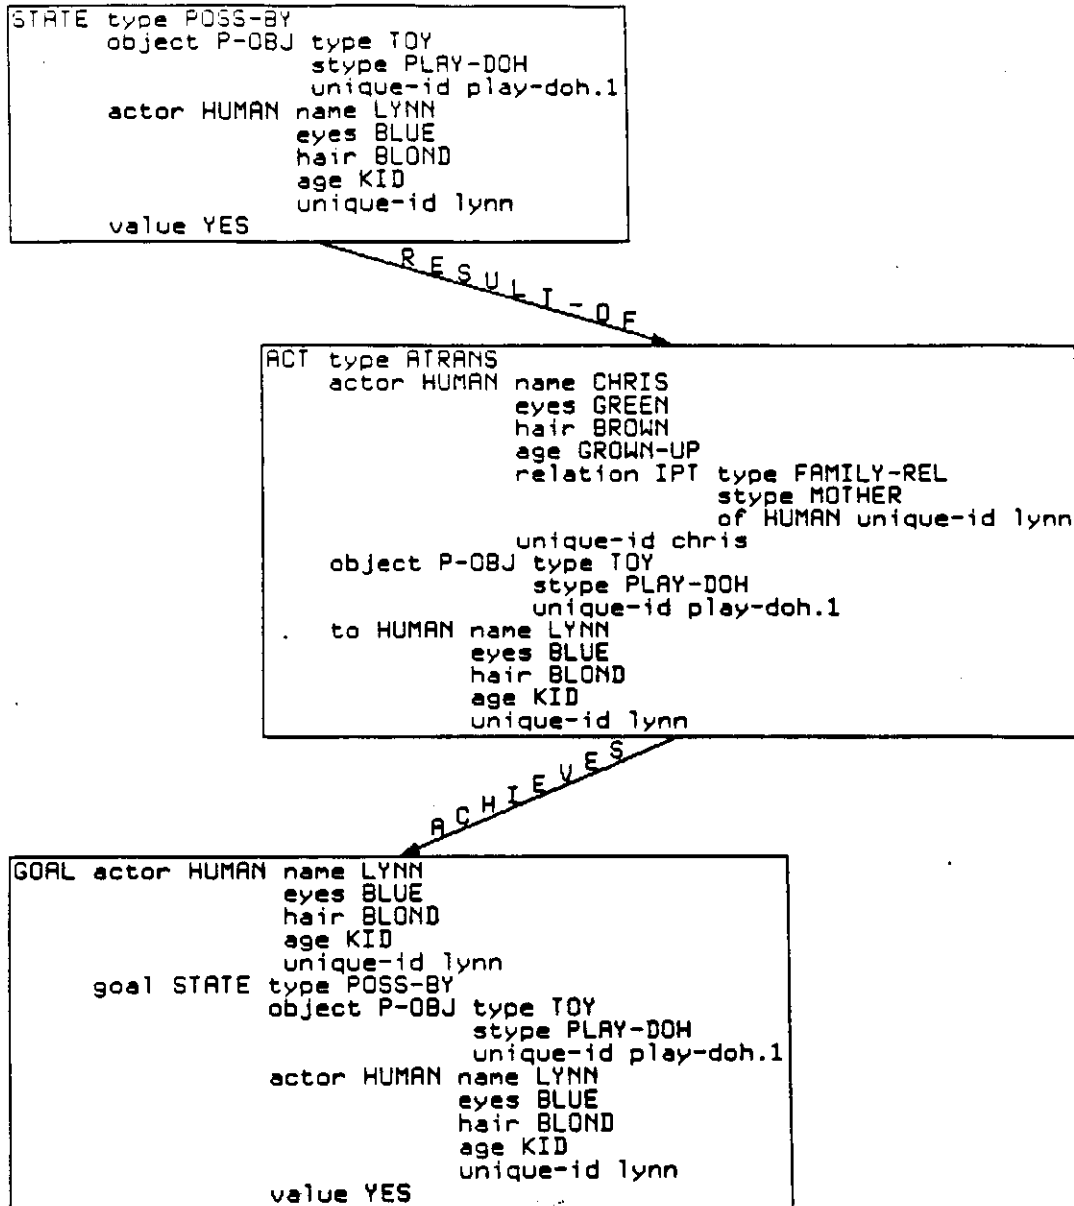 STATE type POSS-BY
object P-OBJ type TOY
stype PLAY-DOH
unique-id play-doh.1
actor HUMAN name LYNN
eyes BLUE
hair BLOND
age KID
unique-id lynn
value YES
RESULT-OF
ACT type ATRANS
actor HUMAN name CHRIS
eyes GREEN
hair BROWN
age GROWN-UP
relation IPT type FAMILY-REL
stype MOTHER
of HUMAN unique-id lynn
unique-id chris
object P-OBJ type TOY
stype PLAY-DOH
unique-id play-doh.1
to HUMAN name LYNN
eyes BLUE
hair BLOND
age KID
unique-id lynn
ACHIEVES
GOAL actor HUMAN name LYNN
eyes BLUE
hair BLOND
age KID
unique-id lynn
goal STATE type POSS-BY
object P-OBJ type TOY
stype PLAY-DOH
unique-id play-doh.1
actor HUMAN name LYNN
eyes BLUE
hair BLOND
age KID
unique-id lynn
value YES